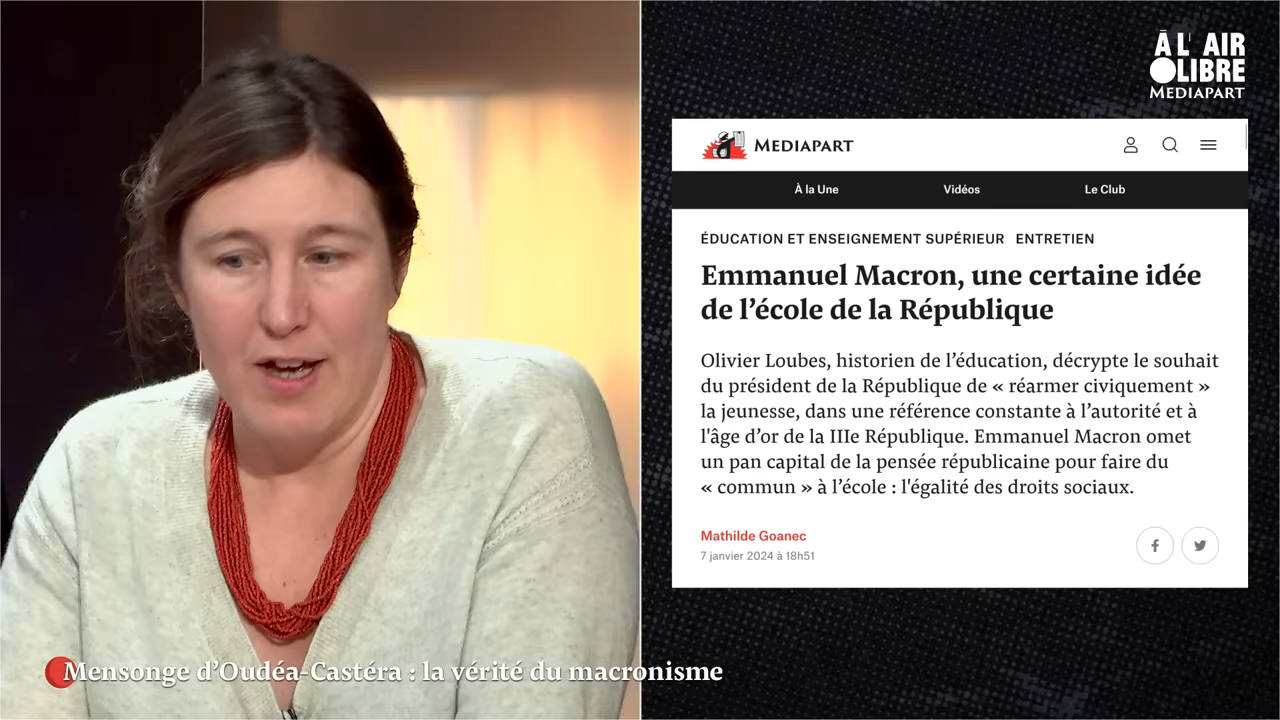 À L' AIR
LIBRE
MEDIAPART
MEDIAPART
À la Une Vidéos Le Club
ÉDUCATION ET ENSEIGNEMENT SUPÉRIEUR ENTRETIEN
Emmanuel Macron, une certaine idée
de l’école de la République
Olivier Loubes, historien de l’éducation, décrypte le souhait
du président de la République de « réarmer civiquement »
la jeunesse, dans une référence constante à l’autorité et à
l'âge d’or de la IIIe République. Emmanuel Macron omet
un pan capital de la pensée républicaine pour faire du
« commun » à l’école : l'égalité des droits sociaux.
Mathilde Goanec
7 janvier 2024 à 18h51
Mensonge d’Oudéa-Castéra : la vérité du macronisme